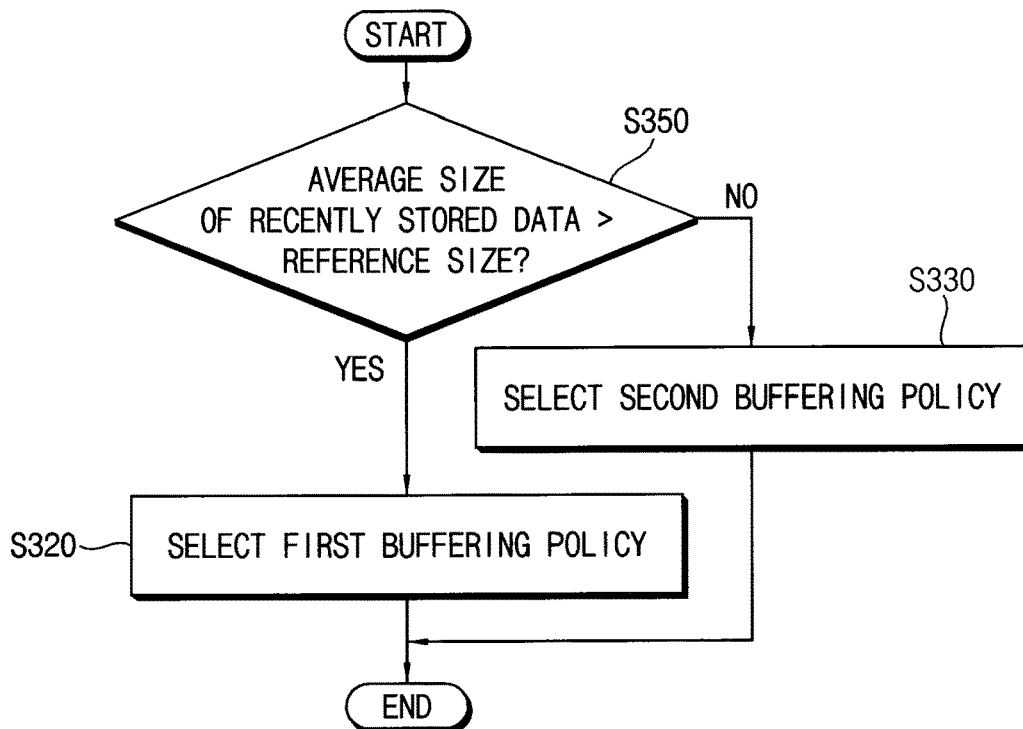 START
S350
AVERAGE SIZE
OF RECENTLY STORED DATA >
REFERENCE SIZE?
NO
S330
YES
SELECT SECOND BUFFERING POLICY
S320
SELECT FIRST BUFFERING POLICY
END